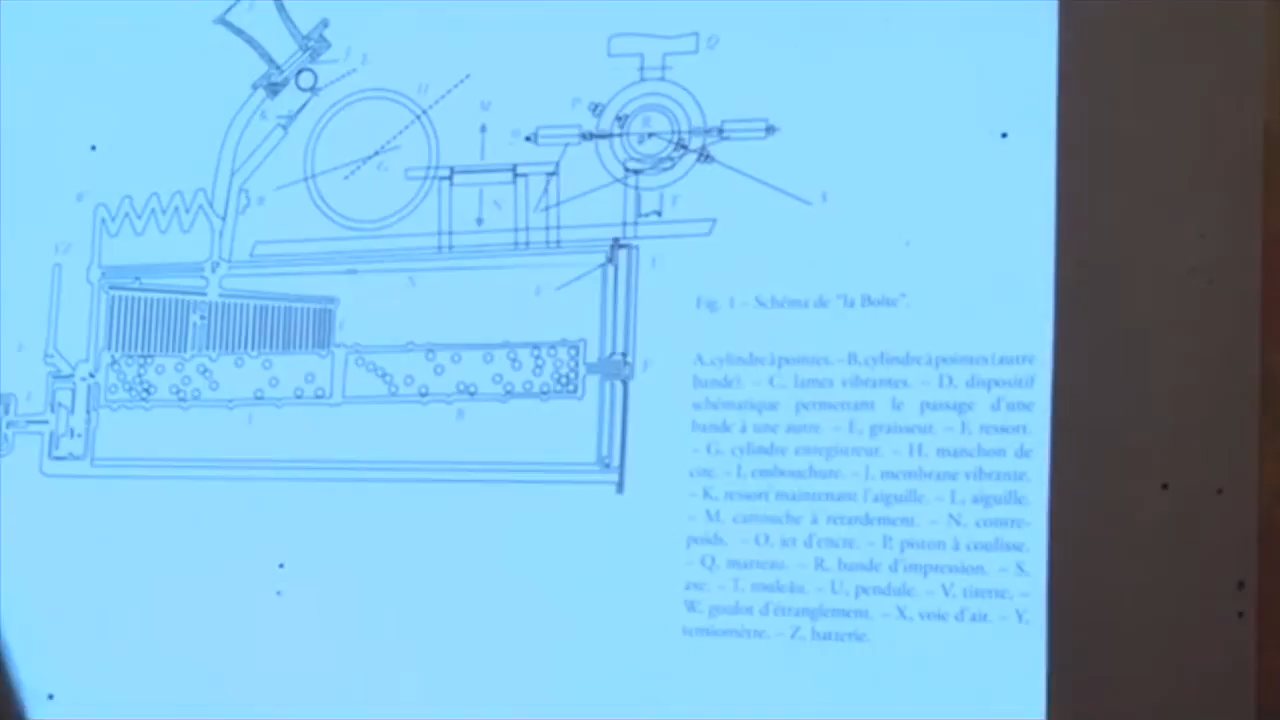 Q
M
P
N
Fig. 1 – Schéma de "la Boîte".
A, cylindre à pointes. – B, cylindre à pointes (autre
bande). – C, lames vibrantes. – D, dispositif
schématique permettant le passage d'une
bande à une autre. – E, graisseur. – F, ressort.
– G, cylindre enregistreur. – H, manchon de
cire. – I, embouchure. – J, membrane vibrante.
– K, ressort maintenant l'aiguille. – L, aiguille.
– M, cartouche à retardement. – N, contre-
poids. – O, jet d'encre. – P, piston à coulisse.
– Q, marteau. – R, bande d'impression. – S,
axe. – T, rouleau. – U, pendule. – V, tirette. –
W, goulot d'étranglement. – X, voie d'air. – Y,
tensiomètre. – Z, batterie.